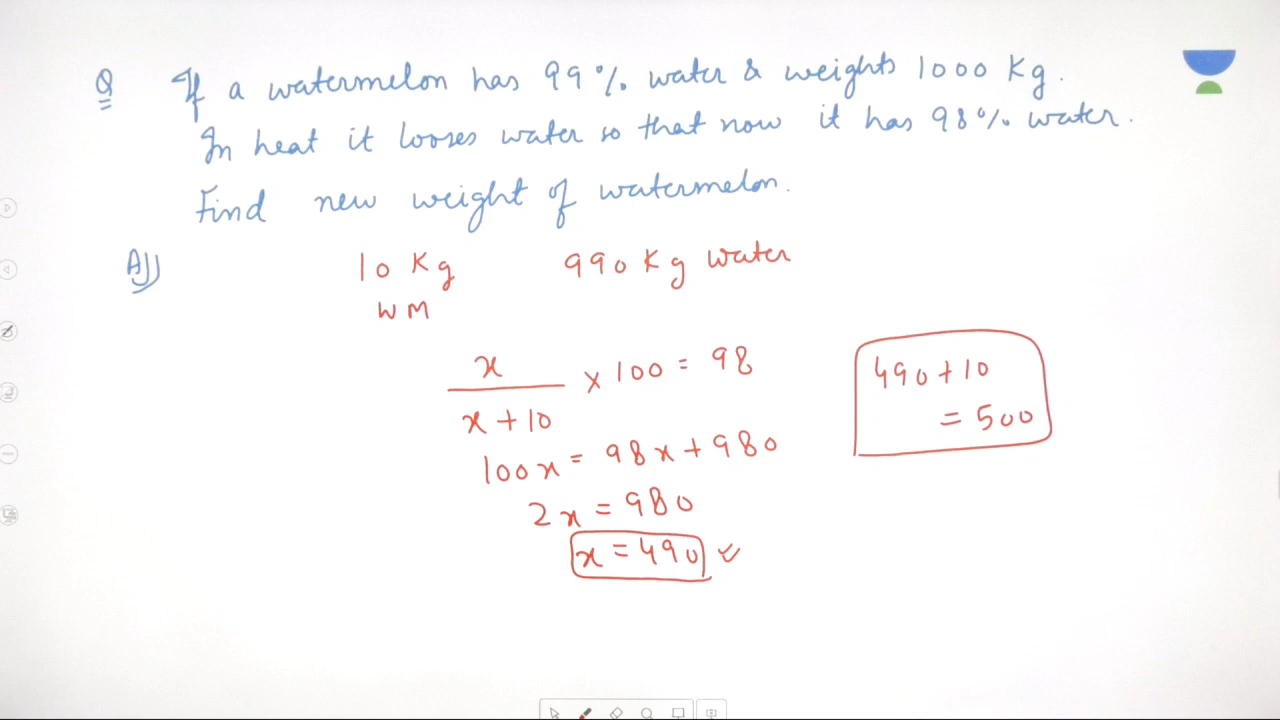 Q If a watermelon has 99% water & weights 1000 Kg.
In heat it looses water so that now it has 98% water.
Find new weight of watermelon.
A)) 10 Kg 990 Kg water
WM
x / x + 10 × 100 = 98
100x = 98x + 980
2x = 980
x = 490
490 + 10
= 500